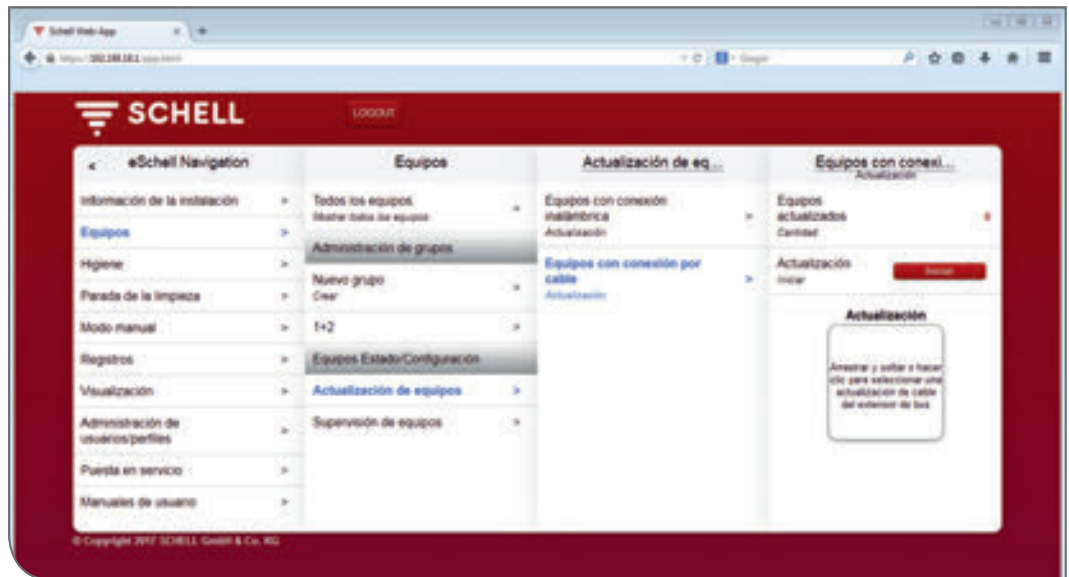 Schell Web-App
Google
SCHELL
LOGOUT
eSchell Navigation
Información de la instalación
Equipos
Higiene
Parada de la limpieza
Modo manual
Registros
Visualización
Administración de
usuarios/perfiles
Puesta en servicio
Manuales de usuario
Equipos
Todos los equipos
Mostrar todos los equipos
Administración de grupos
Nuevo grupo
Crear
1+2
Equipos Estado/Configuración
Actualización de equipos
Supervisión de equipos
Actualización de eq...
Equipos con conexión
inalámbrica
Actualización
Equipos con conexión por
cable
Actualización
Equipos con conexi...
Actualización
Equipos
actualizados
Cantidad
Actualización
Iniciar
Iniciar
Actualización
Arrastrar y soltar o hacer
clic para seleccionar una
actualización de cable
del extensor de bus
© Copyright 2017 SCHELL GmbH & Co. KG